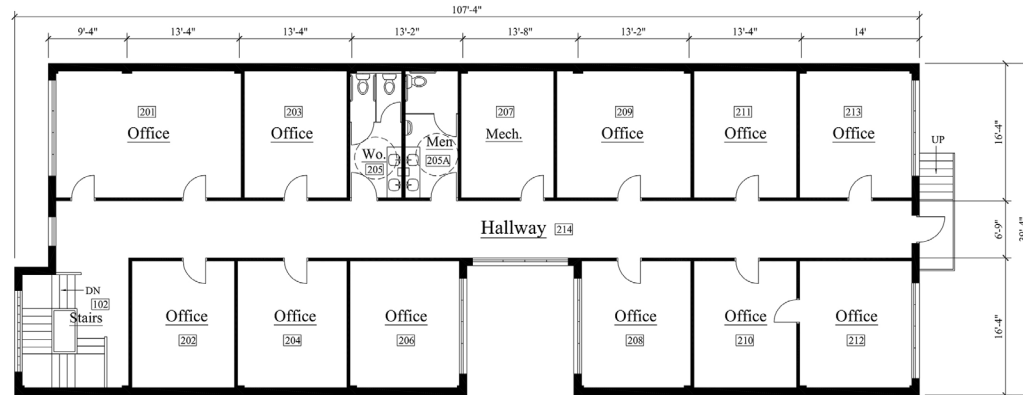 107'-4"
9'-4"
13'-4"
13'-4"
13'-2"
13'-8"
13'-2"
13'-4"
14'
201
Office
203
Office
Wo.
205
Men
205A
207
Mech.
209
Office
211
Office
213
Office
16'-4"
UP
Hallway 214
6'-9"
39'-4"
DN
102
Stairs
Office
202
Office
204
Office
206
Office
208
Office
210
Office
212
16'-4"